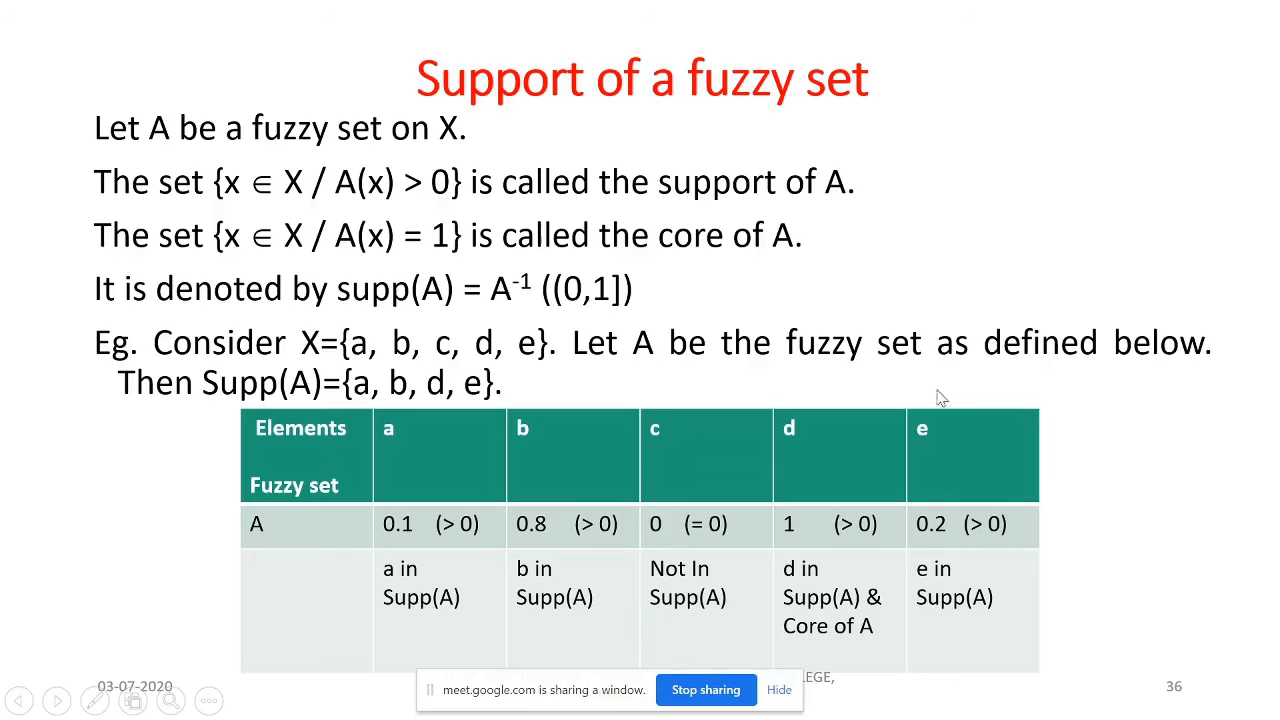 Support of a fuzzy set
Let A be a fuzzy set on X.
The set {x ∈ X / A(x) > 0} is called the support of A.
The set {x ∈ X / A(x) = 1} is called the core of A.
It is denoted by supp(A) = A⁻¹ ((0,1])
Eg. Consider X={a, b, c, d, e}. Let A be the fuzzy set as defined below.
Then Supp(A)={a, b, d, e}.
Elements a b c d e
Fuzzy set
A 0.1 (> 0) 0.8 (> 0) 0 (= 0) 1 (> 0) 0.2 (> 0)
a in b in Not In d in e in
Supp(A) Supp(A) Supp(A) Supp(A) & Supp(A)
Core of A
03-07-2020
LEGE,
36
meet.google.com is sharing a window. Stop sharing Hide